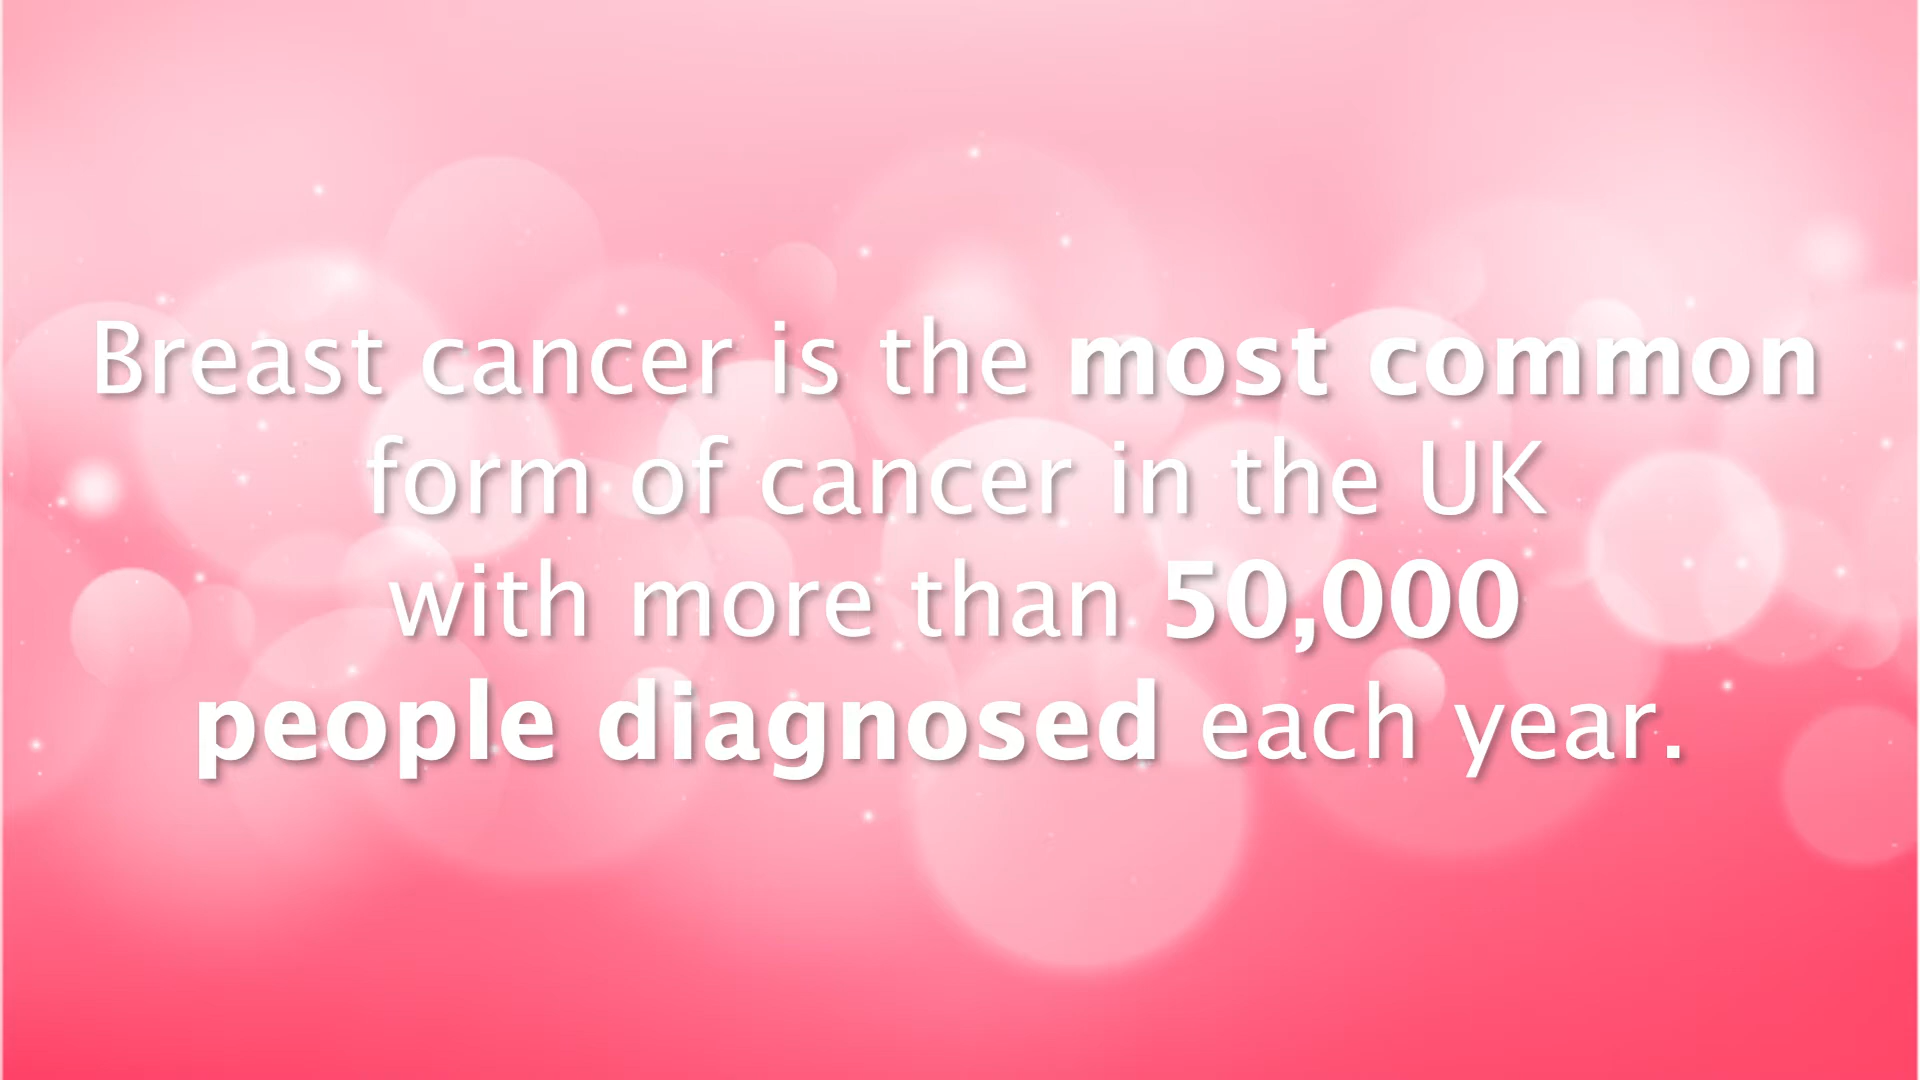 Breast cancer is the most common
form of cancer in the UK
with more than 50,000
people diagnosed each year.